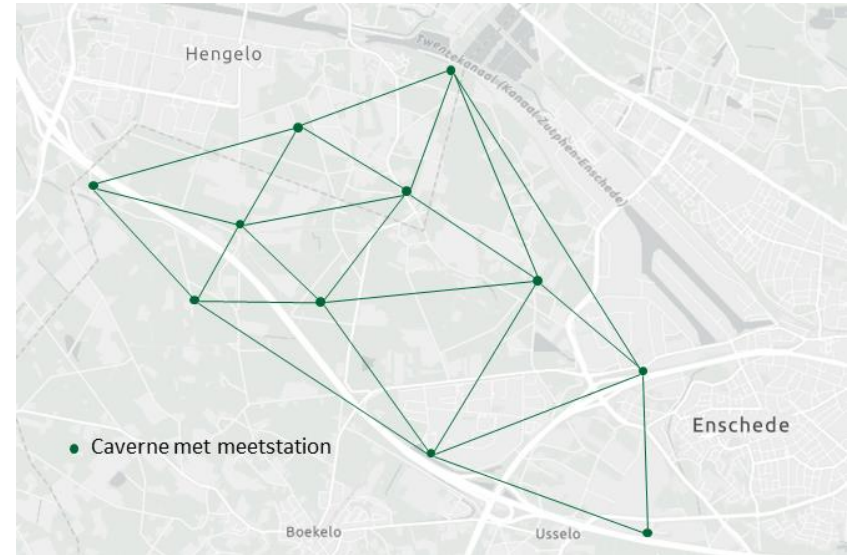 Hengelo
Twentekanaal (Kanaal Zutphen-Enschede)
Enschede
Caverne met meetstation
Boekelo
Usselo